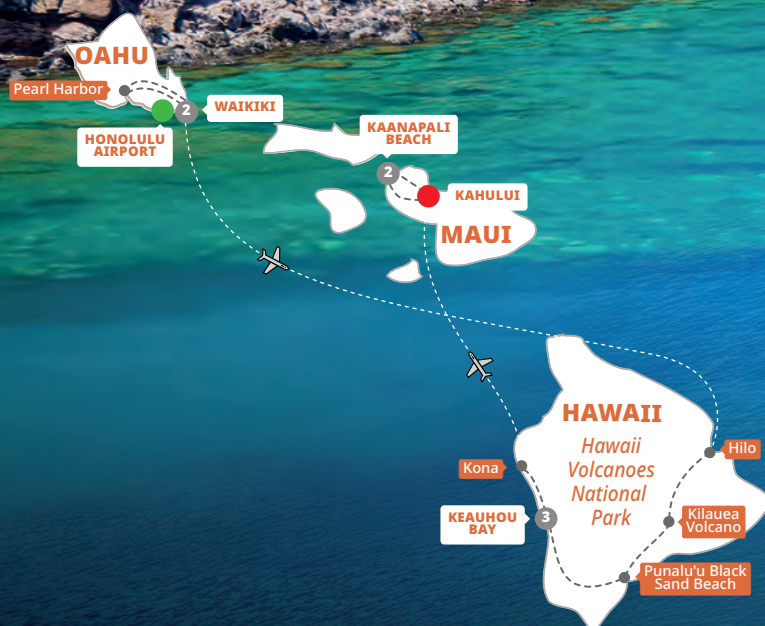 OAHU
Pearl Harbor
2
WAIKIKI
HONOLULU
AIRPORT
KAANAPALI
BEACH
2
KAHULUI
MAUI
HAWAII
Hawaii
Volcanoes
National
Park
Kona
Hilo
KEAUHOU
BAY
3
Kilauea
Volcano
Punalu'u Black
Sand Beach